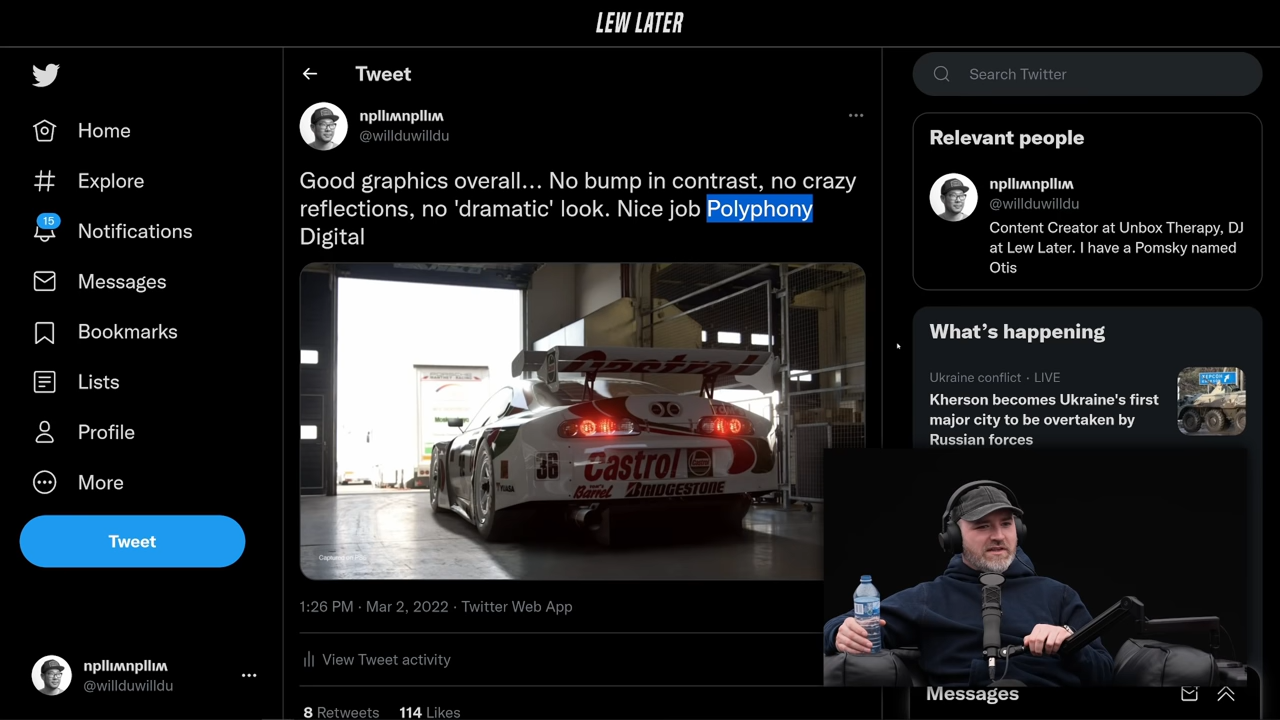 LEW LATER
Home
Explore
15
Notifications
Messages
Bookmarks
Lists
Profile
More
Tweet
npllıмnpllıм
@willduwilldu
Tweet
npllıмnpllıм
@willduwilldu
Good graphics overall... No bump in contrast, no crazy
reflections, no 'dramatic' look. Nice job Polyphony
Digital
Castrol
36
Castrol
BRIDGESTONE
1:26 PM · Mar 2, 2022 · Twitter Web App
View Tweet activity
8 Retweets 114 Likes
Search Twitter
Relevant people
npllıмnpllıм
@willduwilldu
Content Creator at Unbox Therapy, DJ
at Lew Later. I have a Pomsky named
Otis
What’s happening
Ukraine conflict · LIVE
Kherson becomes Ukraine's first
major city to be overtaken by
Russian forces
Messages